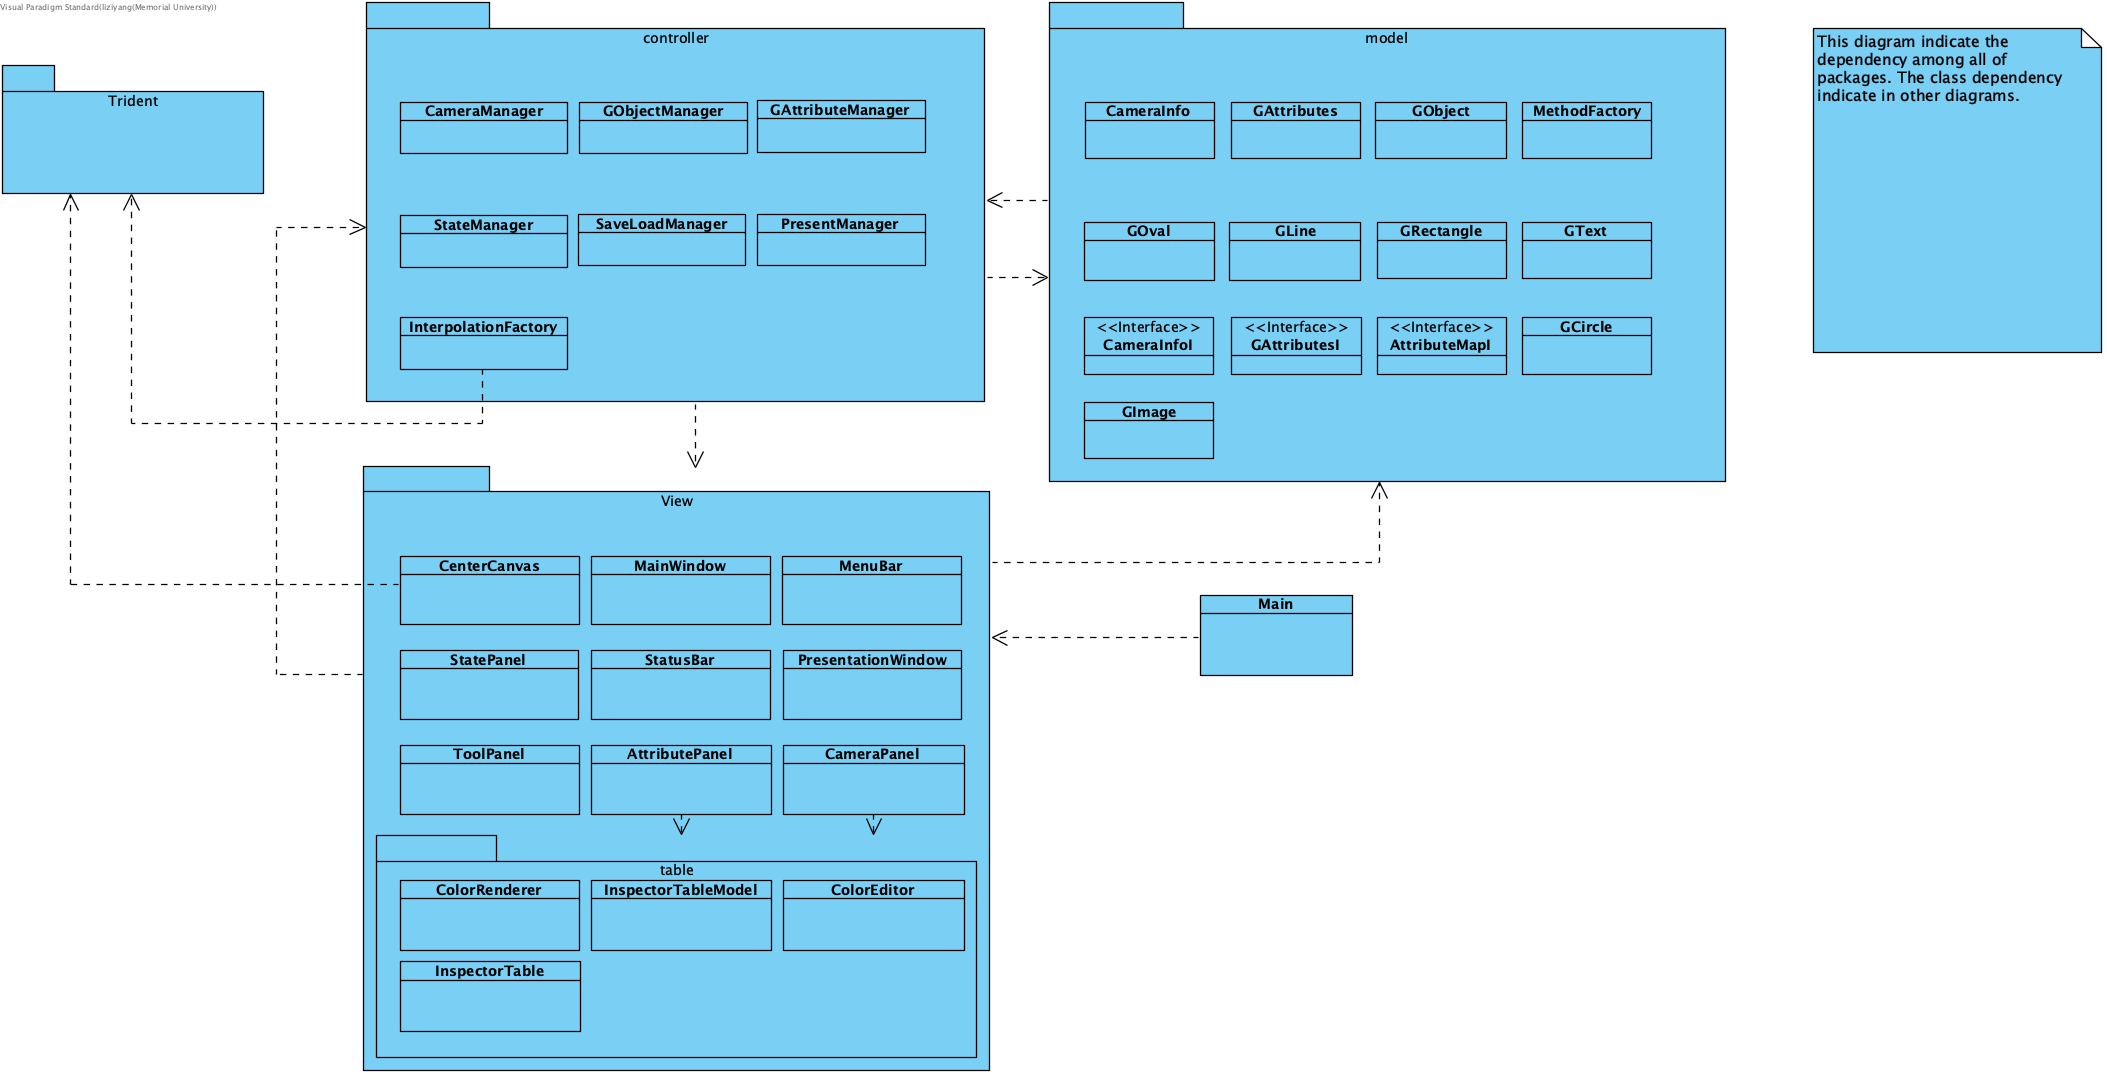 Visual Paradigm Standard(liziyang(Memorial University))
controller
model
This diagram indicate the
dependency among all of
packages. The class dependency
indicate in other diagrams.
Trident
CameraManager
GObjectManager
GAttributeManager
CameraInfo
GAttributes
GObject
MethodFactory
StateManager
SaveLoadManager
PresentManager
GOval
GLine
GRectangle
GText
InterpolationFactory
<<Interface>>
CameraInfoI
<<Interface>>
GAttributesI
<<Interface>>
AttributeMapI
GCircle
GImage
View
CenterCanvas
MainWindow
MenuBar
Main
StatePanel
StatusBar
PresentationWindow
ToolPanel
AttributePanel
CameraPanel
table
ColorRenderer
InspectorTableModel
ColorEditor
InspectorTable